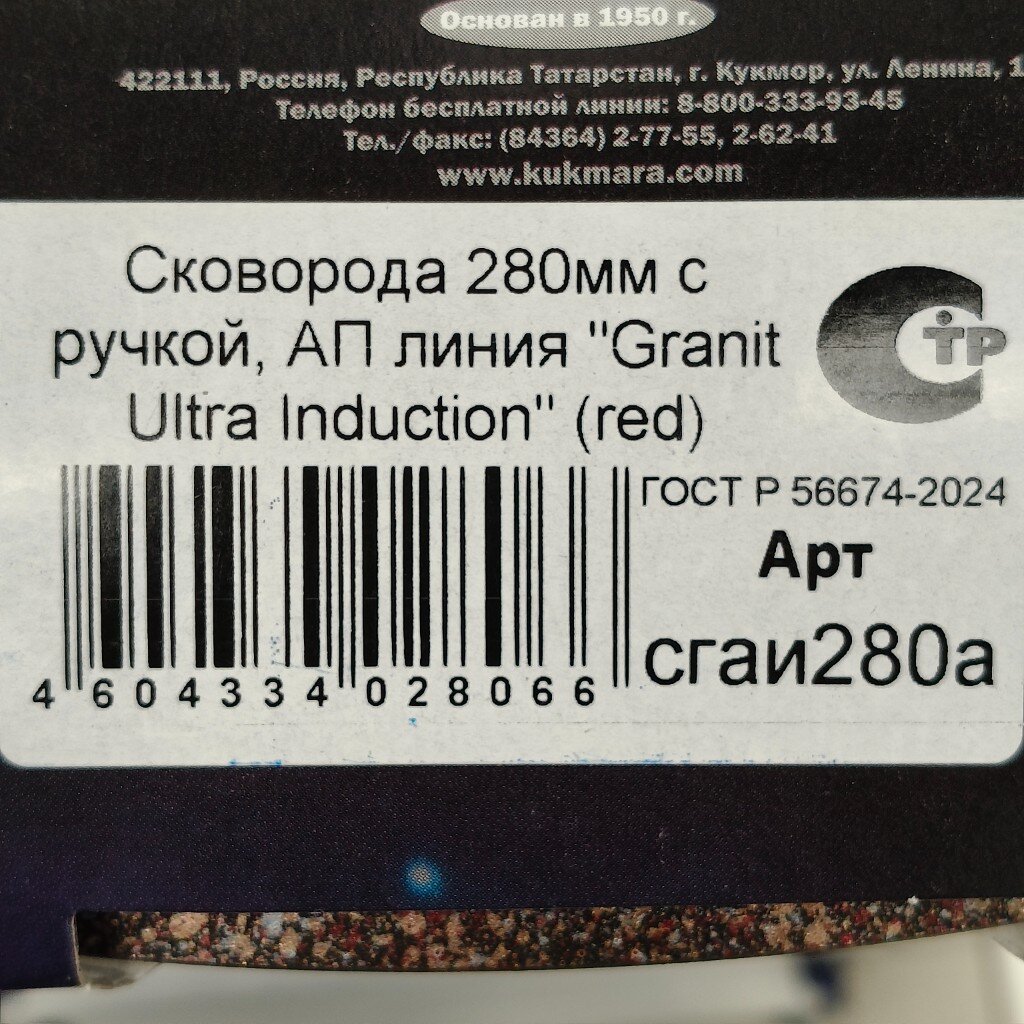 Основан в 1950 г.
422111, Россия, Республика Татарстан, г. Кукмор, ул. Ленина, 1
Телефон бесплатной линии: 8-800-333-93-45
Тел./факс: (84364) 2-77-55, 2-62-41
www.kukmara.com
Сковорода 280мм с
ручкой, АП линия "Granit
Ultra Induction" (red)
СТР
ГОСТ Р 56674-2024
Арт
сгаи280а
4 604334 028066